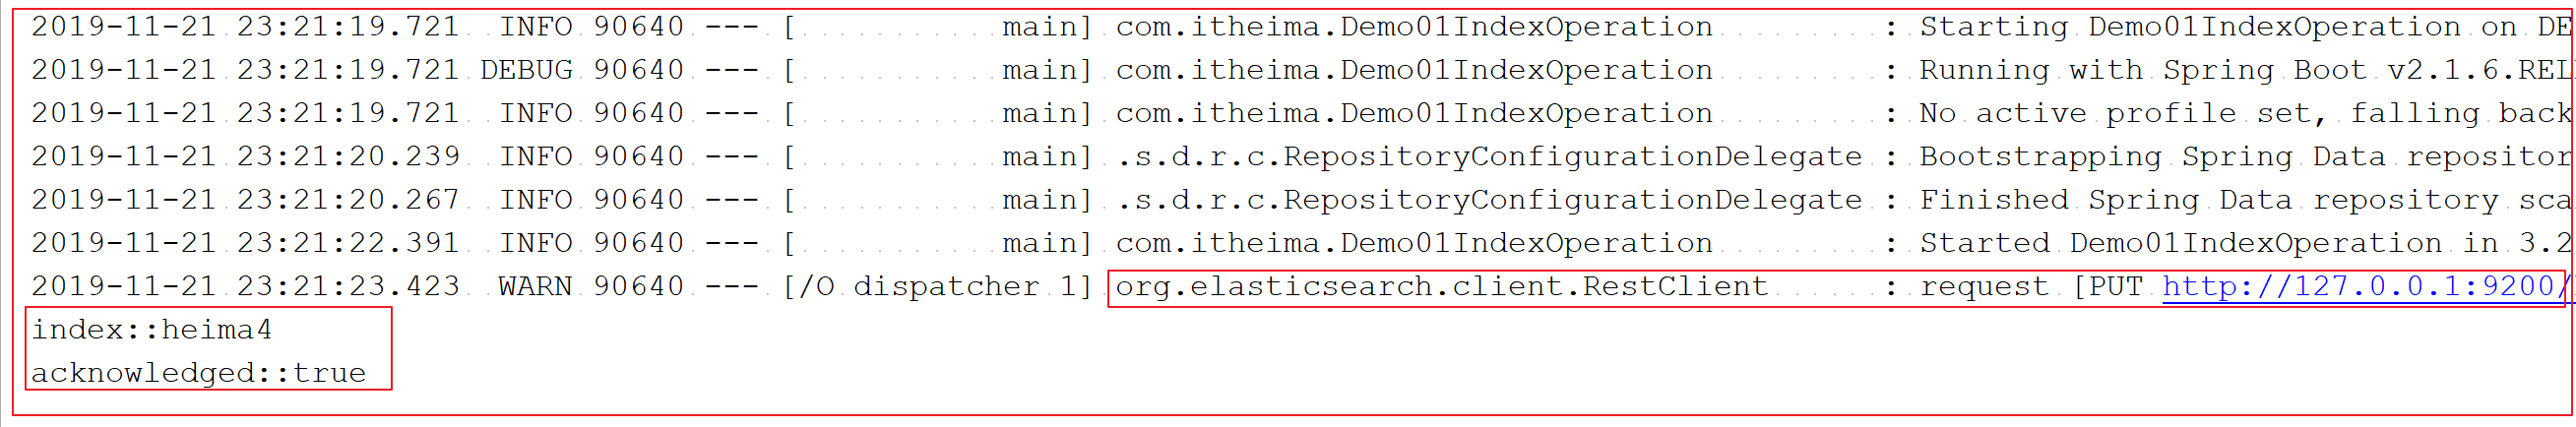 2019-11-21 23:21:19.721  INFO 90640 --- [           main] com.itheima.Demo01IndexOperation         : Starting Demo01IndexOperation on DE
2019-11-21 23:21:19.721 DEBUG 90640 --- [           main] com.itheima.Demo01IndexOperation         : Running with Spring Boot v2.1.6.REL
2019-11-21 23:21:19.721  INFO 90640 --- [           main] com.itheima.Demo01IndexOperation         : No active profile set, falling back
2019-11-21 23:21:20.239  INFO 90640 --- [           main] .s.d.r.c.RepositoryConfigurationDelegate : Bootstrapping Spring Data repositor
2019-11-21 23:21:20.267  INFO 90640 --- [           main] .s.d.r.c.RepositoryConfigurationDelegate : Finished Spring Data repository sca
2019-11-21 23:21:22.391  INFO 90640 --- [           main] com.itheima.Demo01IndexOperation         : Started Demo01IndexOperation in 3.2
2019-11-21 23:21:23.423  WARN 90640 --- [/O dispatcher 1] org.elasticsearch.client.RestClient      : request [PUT http://127.0.0.1:9200/
index::heima4
acknowledged::true